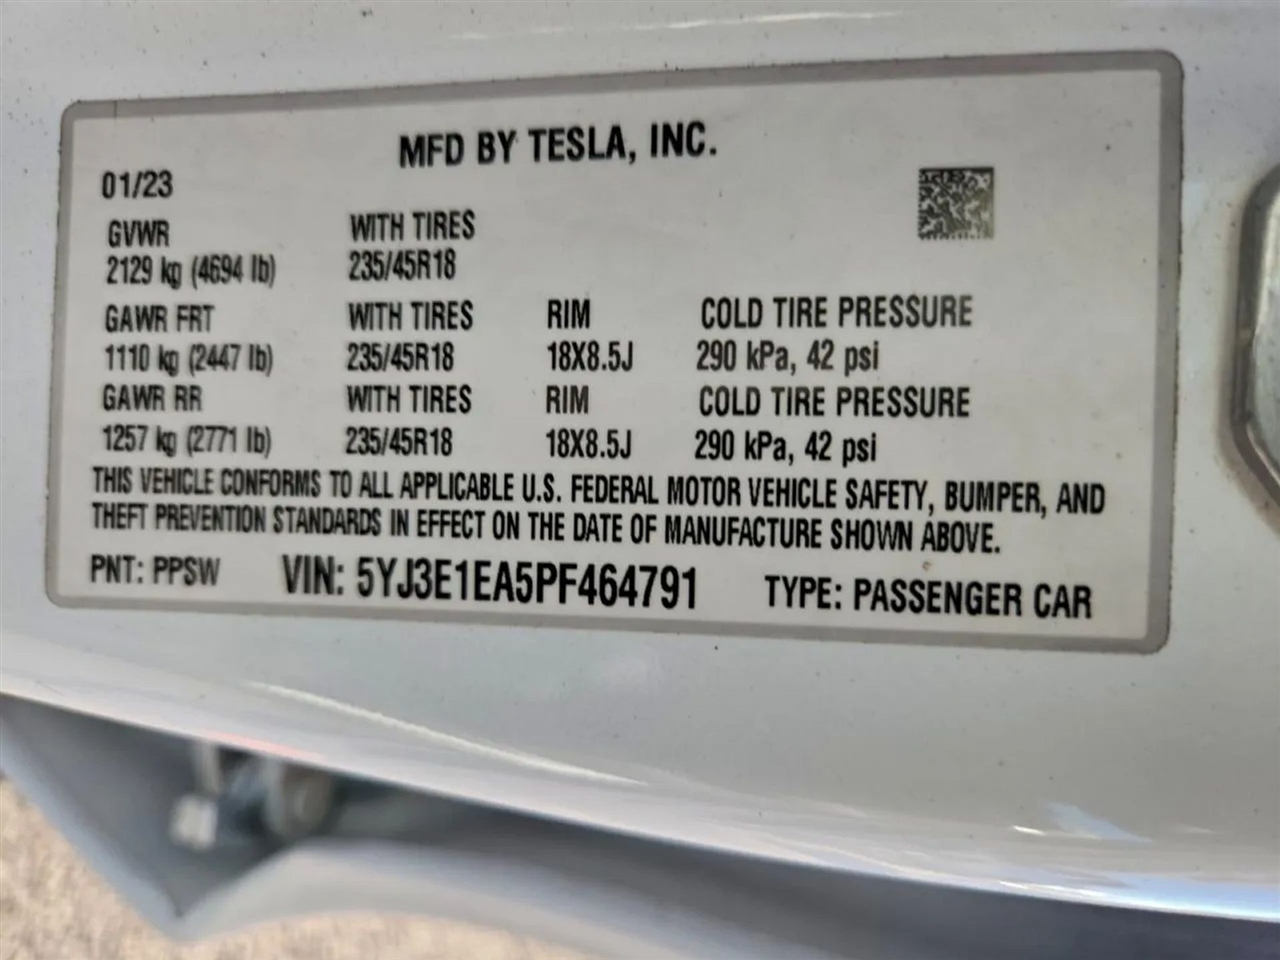 MFD BY TESLA, INC.
01/23
GVWR WITH TIRES
2129 kg (4694 lb) 235/45R18
GAWR FRT WITH TIRES RIM COLD TIRE PRESSURE
1110 kg (2447 lb) 235/45R18 18X8.5J 290 kPa, 42 psi
GAWR RR WITH TIRES RIM COLD TIRE PRESSURE
1257 kg (2771 lb) 235/45R18 18X8.5J 290 kPa, 42 psi
THIS VEHICLE CONFORMS TO ALL APPLICABLE U.S. FEDERAL MOTOR VEHICLE SAFETY, BUMPER, AND
THEFT PREVENTION STANDARDS IN EFFECT ON THE DATE OF MANUFACTURE SHOWN ABOVE.
PNT: PPSW VIN: 5YJ3E1EA5PF464791 TYPE: PASSENGER CAR